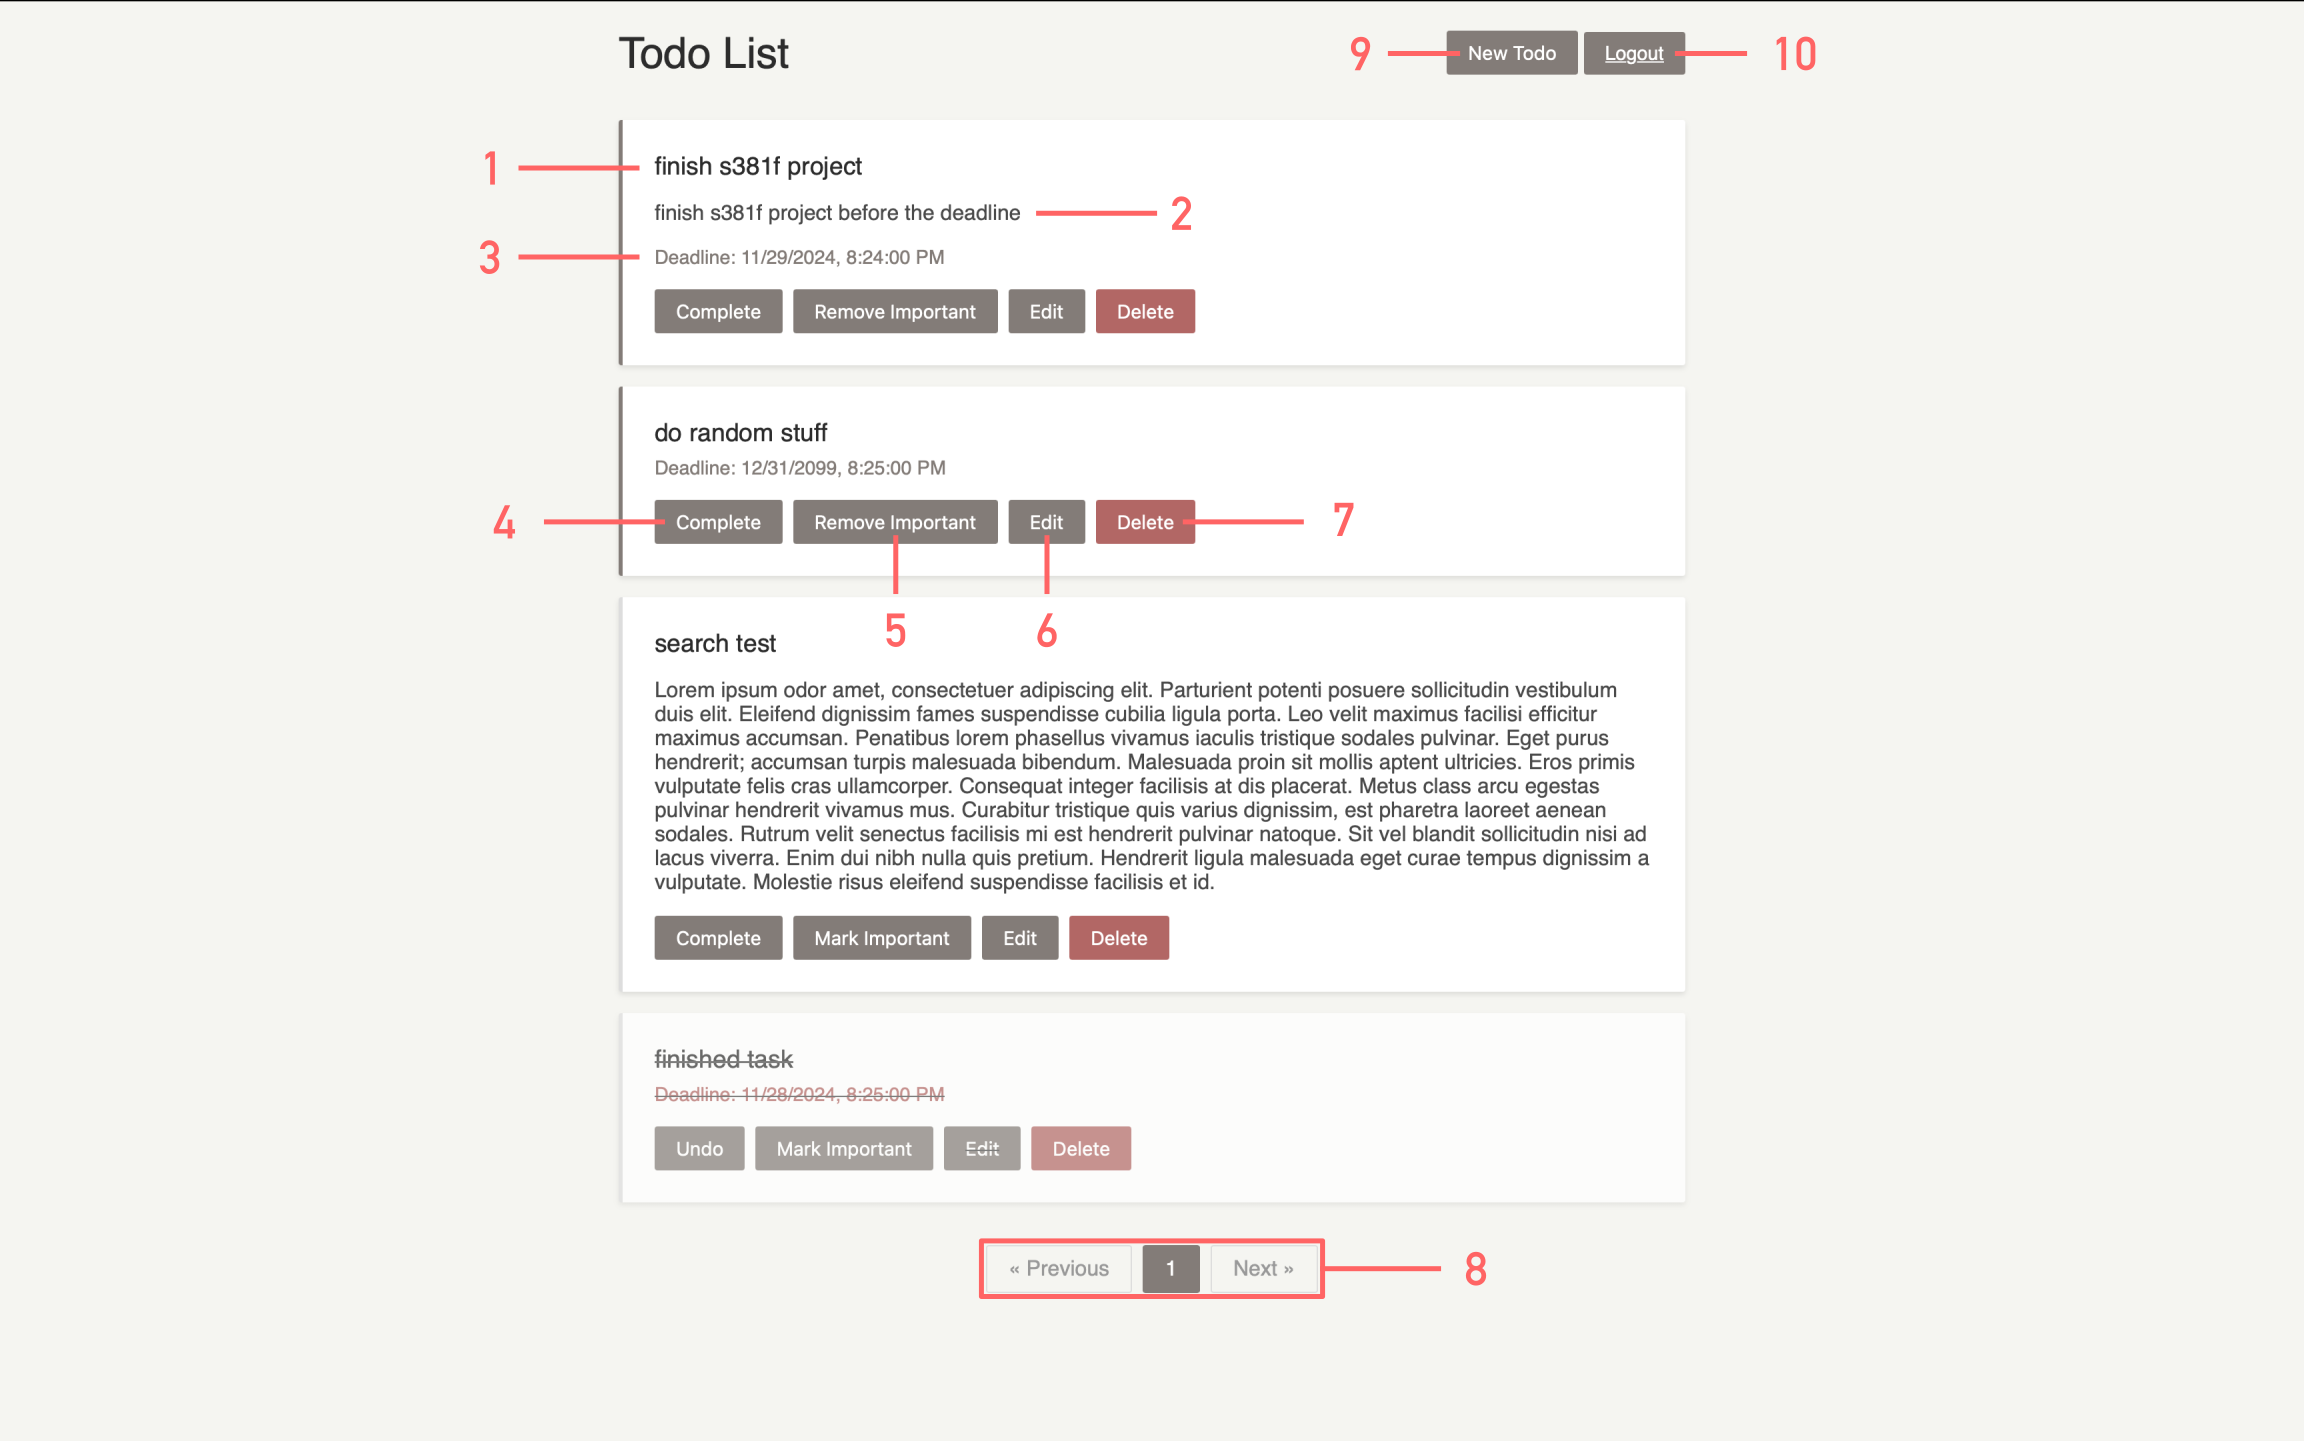 Todo List
9 New Todo Logout 10
1 finish s381f project
finish s381f project before the deadline 2
3 Deadline: 11/29/2024, 8:24:00 PM
Complete Remove Important Edit Delete
do random stuff
Deadline: 12/31/2099, 8:25:00 PM
4 Complete Remove Important Edit Delete 7
5 6
search test
Lorem ipsum odor amet, consectetuer adipiscing elit. Parturient potenti posuere sollicitudin vestibulum
duis elit. Eleifend dignissim fames suspendisse cubilia ligula porta. Leo velit maximus facilisi efficitur
maximus accumsan. Penatibus lorem phasellus vivamus iaculis tristique sodales pulvinar. Eget purus
hendrerit; accumsan turpis malesuada bibendum. Malesuada proin sit mollis aptent ultricies. Eros primis
vulputate felis cras ullamcorper. Consequat integer facilisis at dis placerat. Metus class arcu egestas
pulvinar hendrerit vivamus mus. Curabitur tristique quis varius dignissim, est pharetra laoreet aenean
sodales. Rutrum velit senectus facilisis mi est hendrerit pulvinar natoque. Sit vel blandit sollicitudin nisi ad
lacus viverra. Enim dui nibh nulla quis pretium. Hendrerit ligula malesuada eget curae tempus dignissim a
vulputate. Molestie risus eleifend suspendisse facilisis et id.
Complete Mark Important Edit Delete
finished task
Deadline: 11/28/2024, 8:25:00 PM
Undo Mark Important Edit Delete
« Previous 1 Next » 8